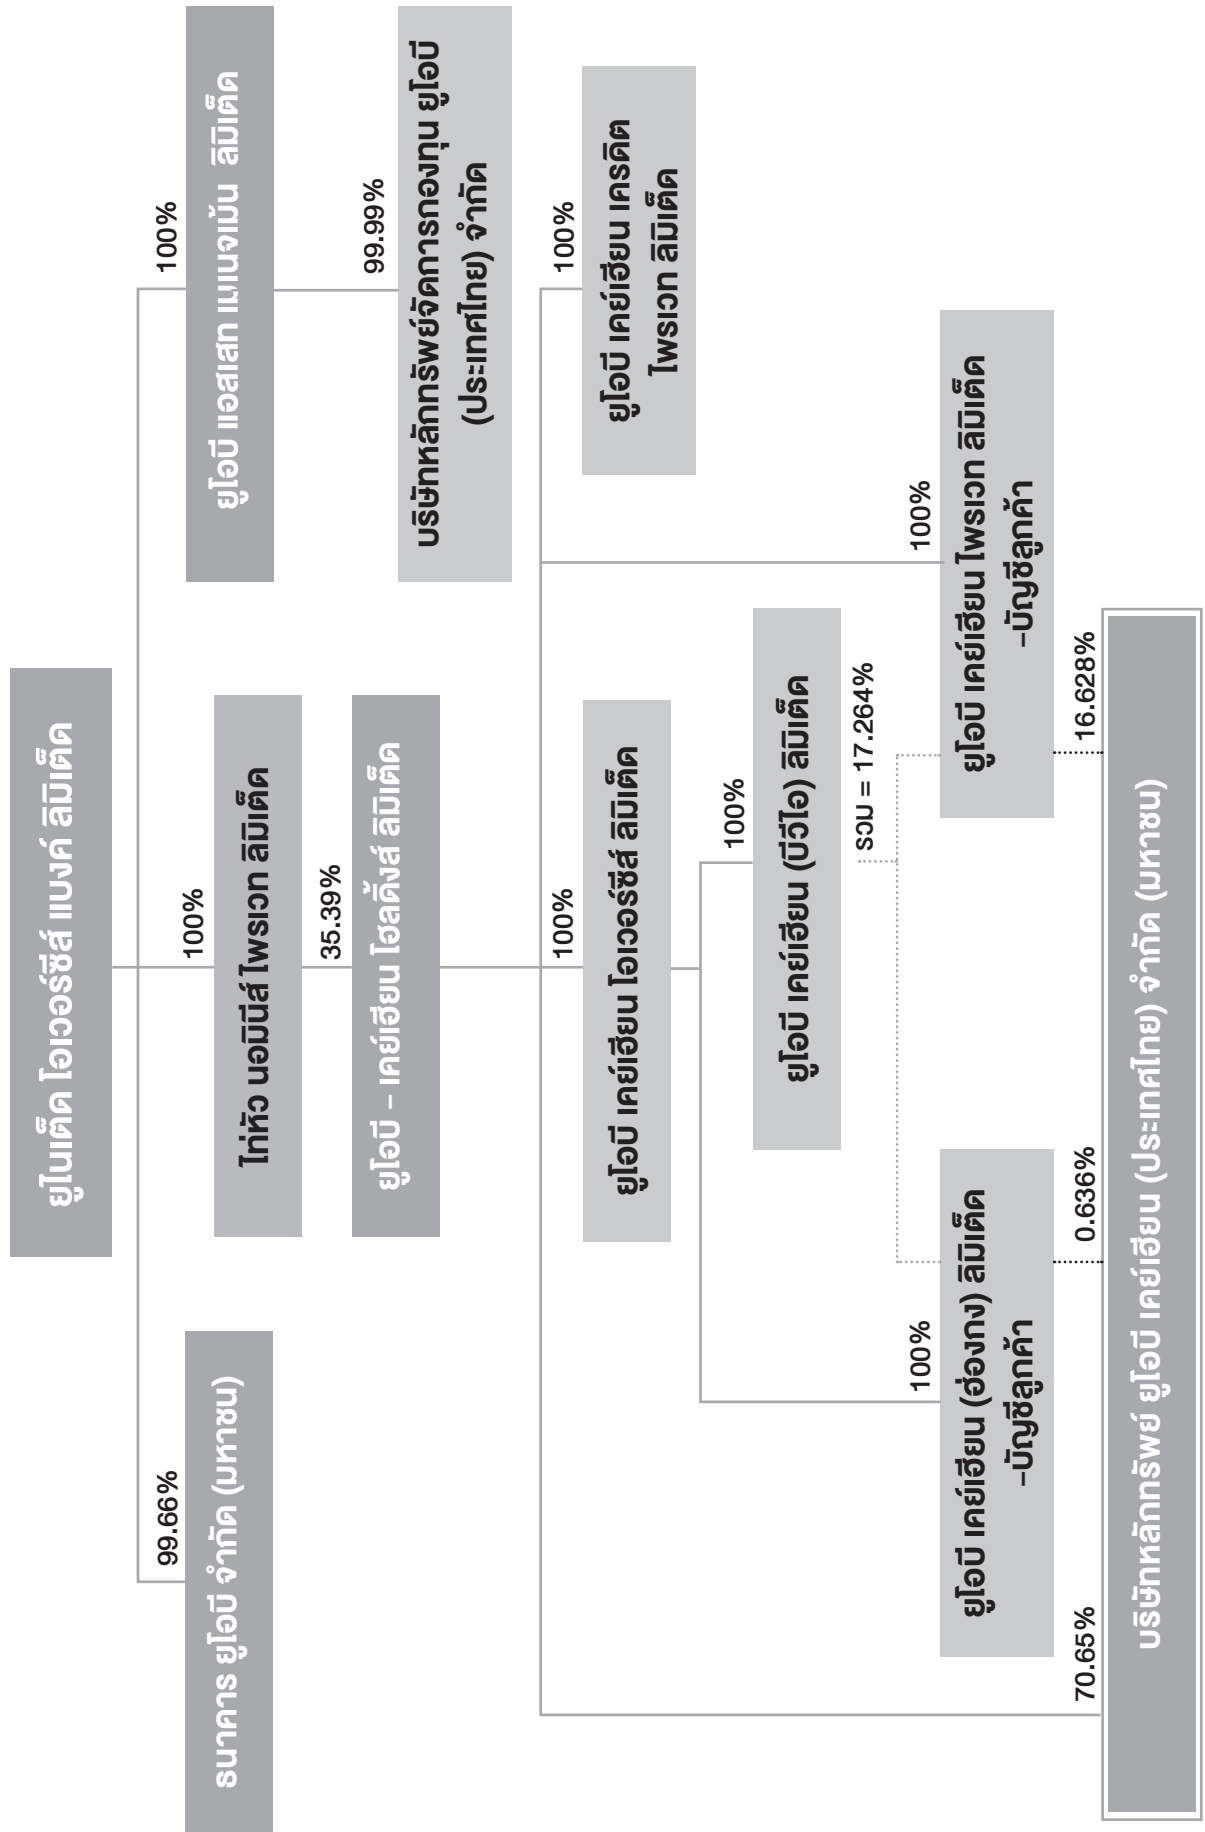 ยูไนเต็ด โอเวอร์ซีส์ แบงค์ ลิมิเต็ด
99.66%
100%
100%
ธนาคาร ยูโอบี จำกัด (มหาชน)
ไท่หัว นอมินีส์ ไพรเวท ลิมิเต็ด
ยูโอบี แอสเสท แมเนจเม้น ลิมิเต็ด
35.39%
99.99%
ยูโอบี – เคย์เฮียน โฮลดิ้งส์ ลิมิเต็ด
บริษัทหลักทรัพย์จัดการกองทุน ยูโอบี
(ประเทศไทย) จำกัด
100%
100%
ยูโอบี เคย์เฮียน โอเวอร์ซีส์ ลิมิเต็ด
ยูโอบี เคย์เฮียน เครดิต
ไพรเวท ลิมิเต็ด
100%
ยูโอบี เคย์เฮียน (บีวีไอ) ลิมิเต็ด
รวม = 17.264%
100%
100%
ยูโอบี เคย์เฮียน (ฮ่องกง) ลิมิเต็ด
–บัญชีลูกค้า
ยูโอบี เคย์เฮียน ไพรเวท ลิมิเต็ด
–บัญชีลูกค้า
70.65%
0.636%
16.628%
บริษัทหลักทรัพย์ ยูโอบี เคย์เฮียน (ประเทศไทย) จำกัด (มหาชน)